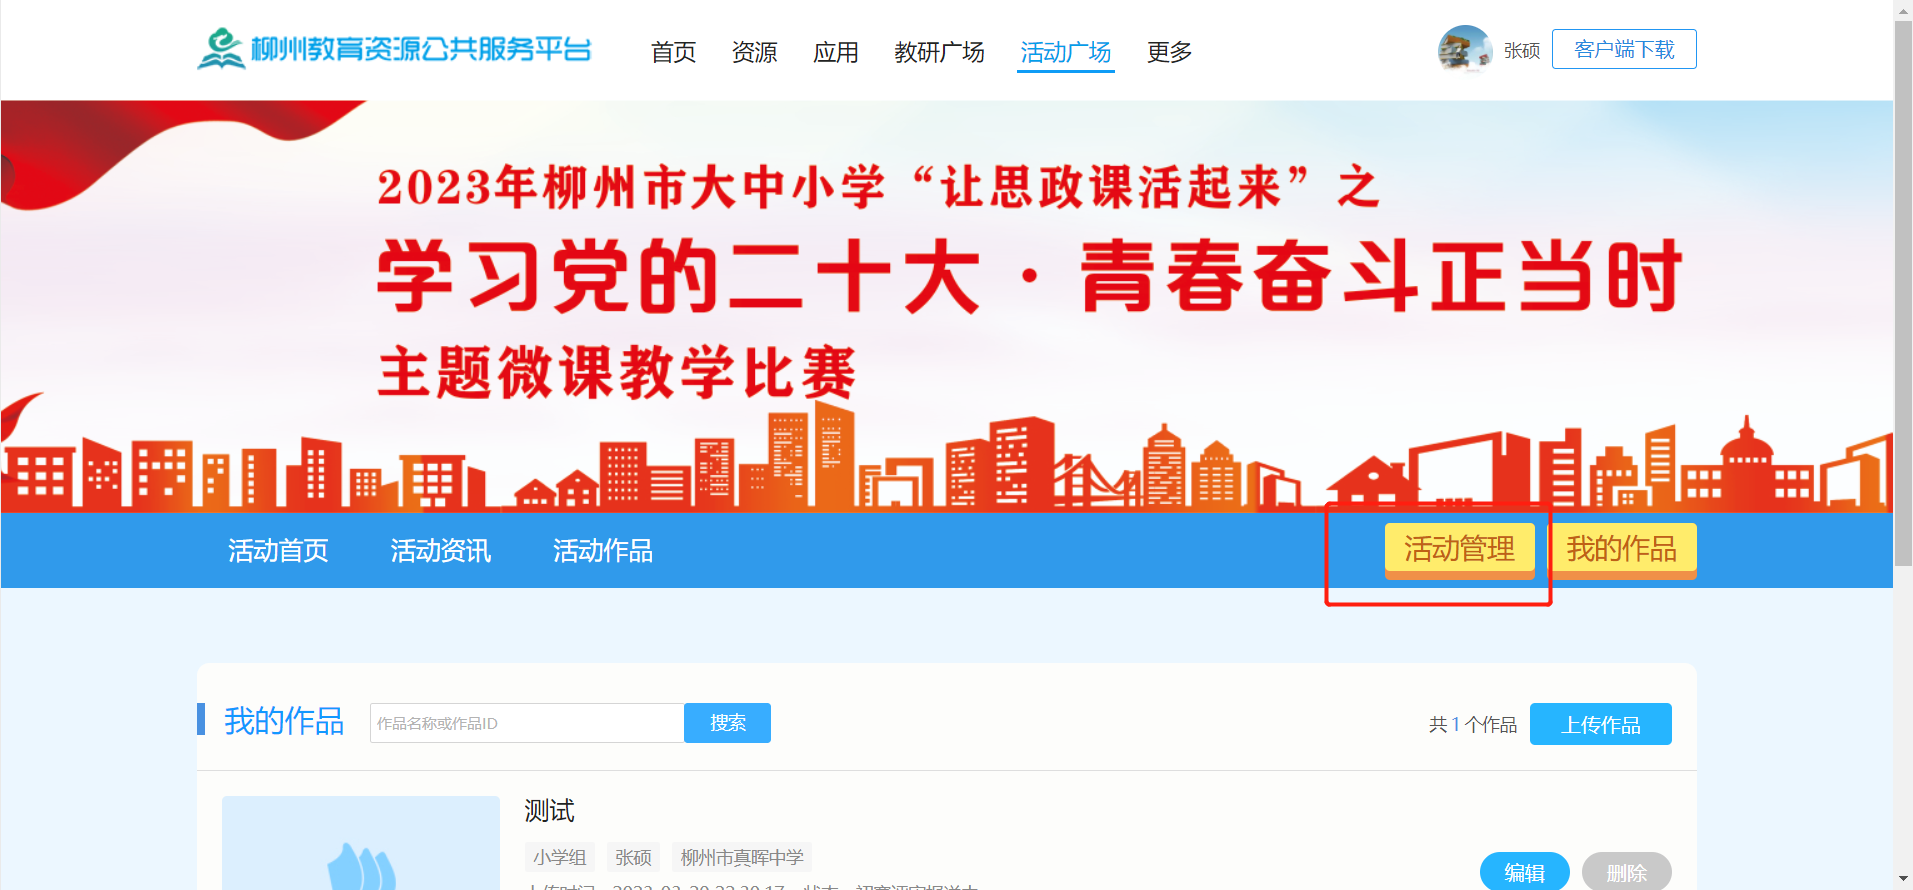 柳州教育资源公共服务平台
首页 资源 应用 教研广场 活动广场 更多
张硕 客户端下载
2023年柳州市大中小学“让思政课活起来”之
学习党的二十大·青春奋斗正当时
主题微课教学比赛
活动首页 活动资讯 活动作品 活动管理 我的作品
我的作品 作品名称或作品ID 搜索 共1个作品 上传作品
测试
小学组 张硕 柳州市真晖中学
编辑 删除